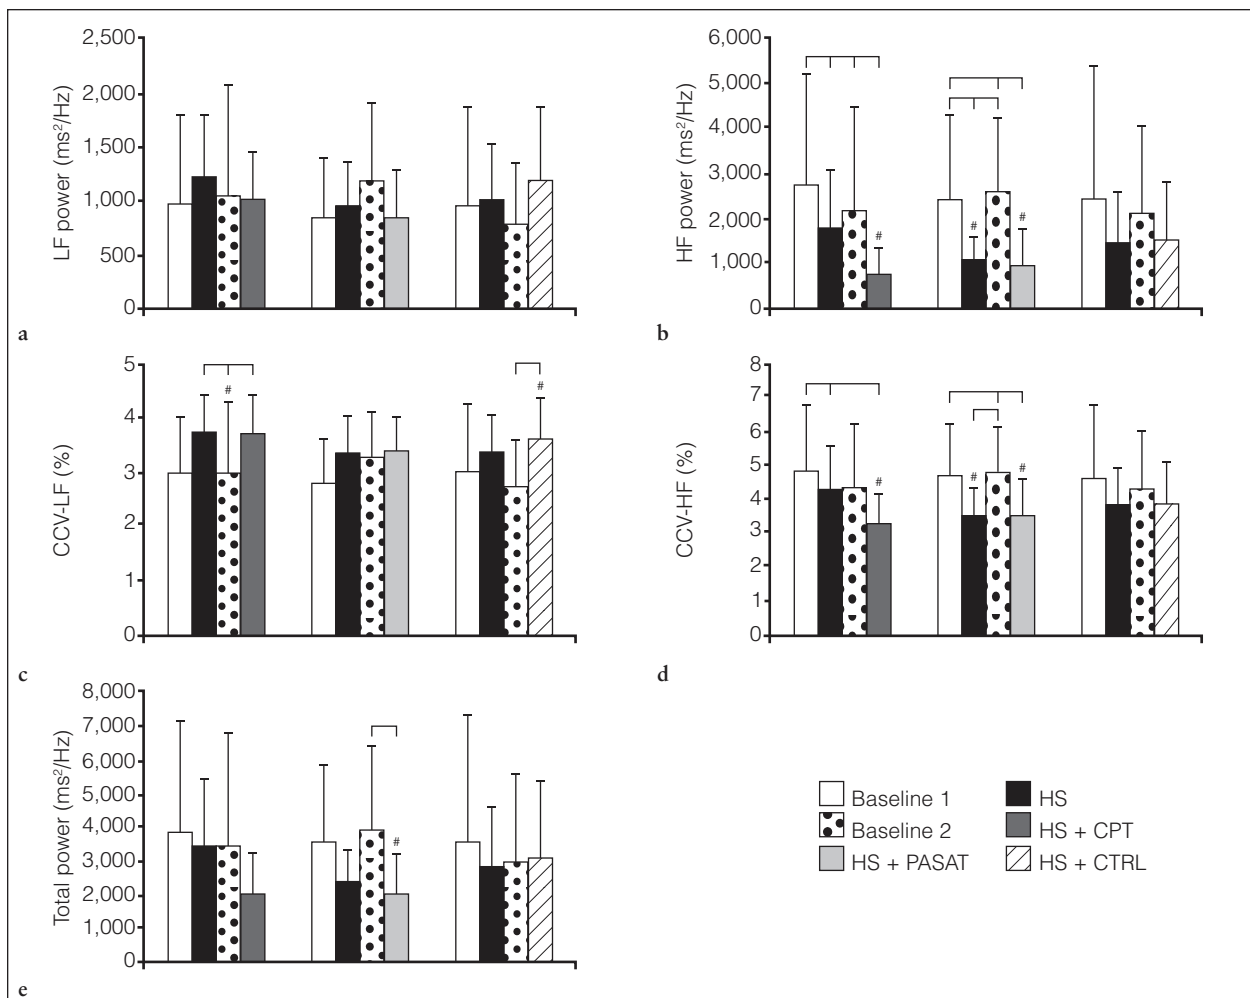 2,500
2,000
1,500
1,000
500
0
LF power (ms²/Hz)
a
6,000
5,000
4,000
3,000
2,000
1,000
0
HF power (ms²/Hz)
#
#
#
b
5
4
3
2
1
0
CCV-LF (%)
#
#
c
8
7
6
5
4
3
2
1
0
CCV-HF (%)
#
#
#
d
8,000
7,000
6,000
5,000
4,000
3,000
2,000
1,000
0
Total power (ms²/Hz)
#
e
Baseline 1
HS
Baseline 2
HS + CPT
HS + PASAT
HS + CTRL